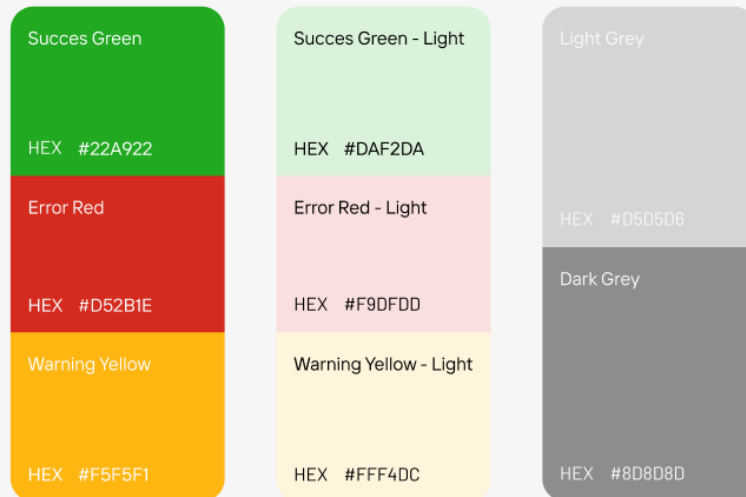 Succes Green
HEX #22A922
Error Red
HEX #D52B1E
Warning Yellow
HEX #F5F5F1
Succes Green - Light
HEX #DAF2DA
Error Red - Light
HEX #F9DFDD
Warning Yellow - Light
HEX #FFF4DC
Light Grey
HEX #D5D5D6
Dark Grey
HEX #8D8D8D